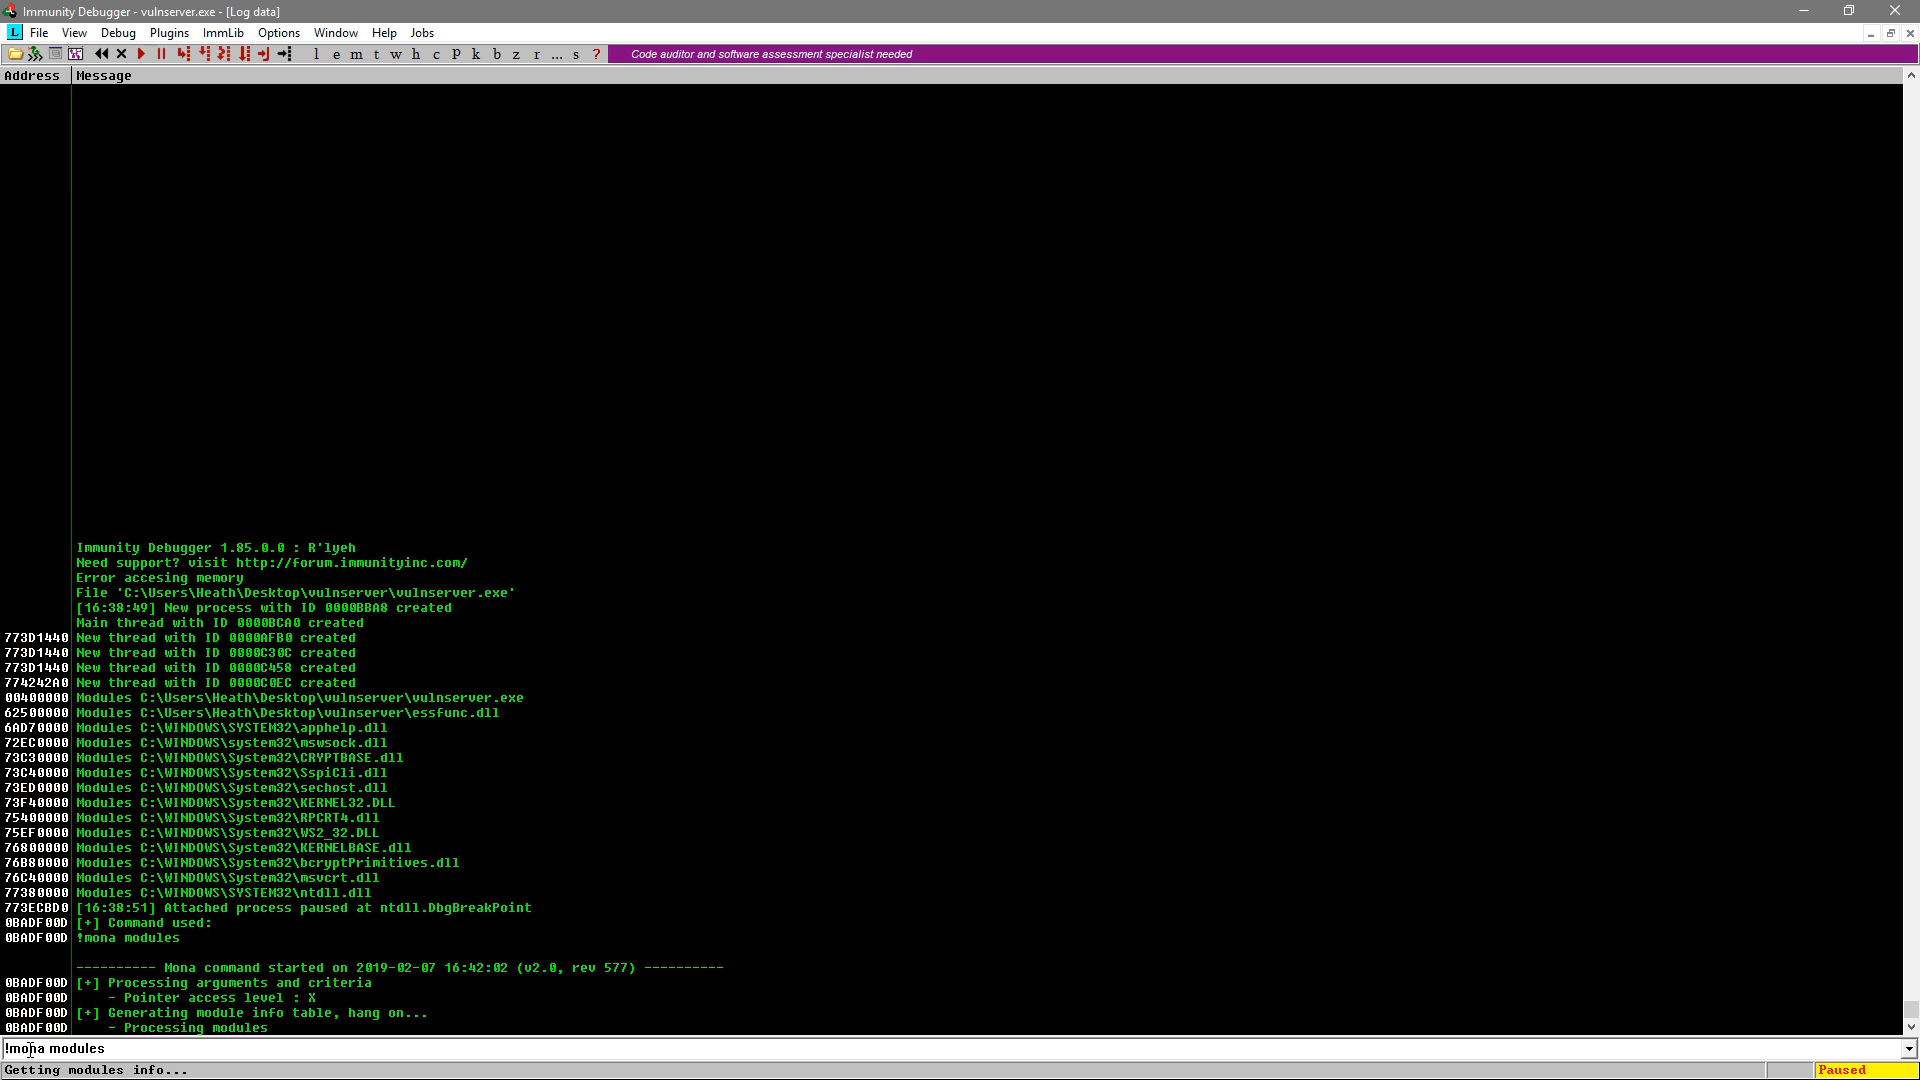 Immunity Debugger - vulnserver.exe - [Log data]
L File View Debug Plugins ImmLib Options Window Help Jobs
l e m t w h c P k b z r ... s ? Code auditor and software assessment specialist needed
Address Message
Immunity Debugger 1.85.0.0 : R'lyeh
Need support? visit http://forum.immunityinc.com/
Error accesing memory
File 'C:\Users\Heath\Desktop\vulnserver\vulnserver.exe'
[16:38:49] New process with ID 0000BBA8 created
Main thread with ID 0000BCA0 created
773D1440 New thread with ID 0000AFB0 created
773D1440 New thread with ID 0000C30C created
773D1440 New thread with ID 0000C458 created
774242A0 New thread with ID 0000C0EC created
00400000 Modules C:\Users\Heath\Desktop\vulnserver\vulnserver.exe
62500000 Modules C:\Users\Heath\Desktop\vulnserver\essfunc.dll
6AD70000 Modules C:\WINDOWS\SYSTEM32\apphelp.dll
72EC0000 Modules C:\WINDOWS\system32\mswsock.dll
73C30000 Modules C:\WINDOWS\System32\CRYPTBASE.dll
73C40000 Modules C:\WINDOWS\System32\SspiCli.dll
73ED0000 Modules C:\WINDOWS\System32\sechost.dll
73F40000 Modules C:\WINDOWS\System32\KERNEL32.DLL
75400000 Modules C:\WINDOWS\System32\RPCRT4.dll
75EF0000 Modules C:\WINDOWS\System32\WS2_32.DLL
76800000 Modules C:\WINDOWS\System32\KERNELBASE.dll
76B80000 Modules C:\WINDOWS\System32\bcryptPrimitives.dll
76C40000 Modules C:\WINDOWS\System32\msvcrt.dll
77380000 Modules C:\WINDOWS\SYSTEM32\ntdll.dll
773ECBD0 [16:38:51] Attached process paused at ntdll.DbgBreakPoint
0BADF00D [+] Command used:
0BADF00D !mona modules
---------- Mona command started on 2019-02-07 16:42:02 (v2.0, rev 577) ----------
0BADF00D [+] Processing arguments and criteria
0BADF00D - Pointer access level : X
0BADF00D [+] Generating module info table, hang on...
0BADF00D - Processing modules
!mona modules
Getting modules info... Paused